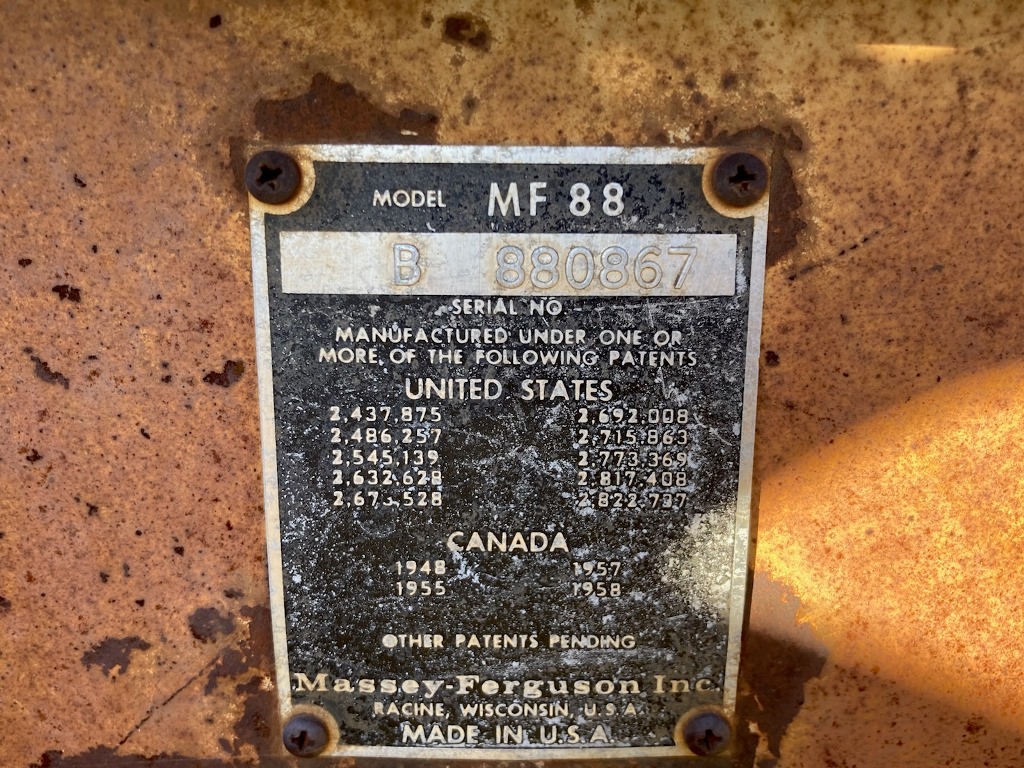 MODEL MF 88
B 880867
SERIAL NO
MANUFACTURED UNDER ONE OR
MORE OF THE FOLLOWING PATENTS
UNITED STATES
2,437,875 2,692,008
2,486,257 2,715,863
2,545,139 2,773,369
2,632,628 2,817,408
2,822,737
CANADA
1948 1957
1955 1958
OTHER PATENTS PENDING
Massey-Ferguson Inc.
RACINE, WISCONSIN, U.S.A.
MADE IN U.S.A.